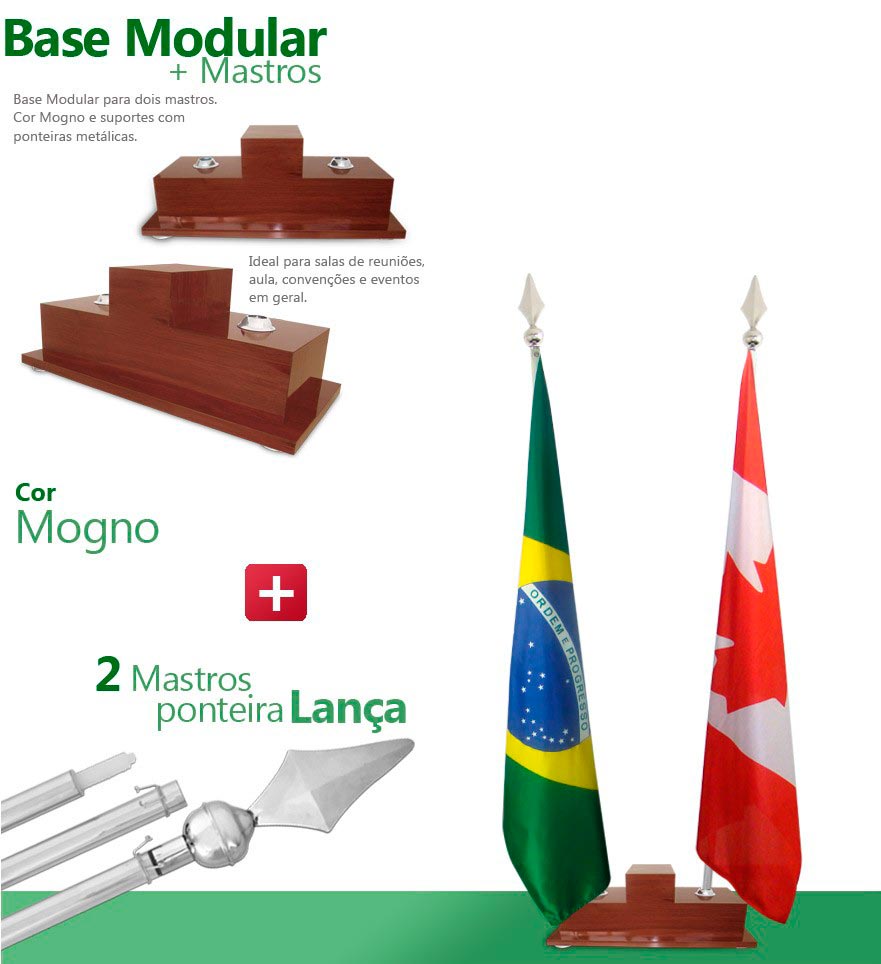 Base Modular
+ Mastros
Base Modular para dois mastros.
Cor Mogno e suportes com
ponteiras metálicas.
Ideal para salas de reuniões,
aula, convenções e eventos
em geral.
Cor
Mogno
+
2 Mastros
ponteira Lança
ORDEM E PROGRESSO